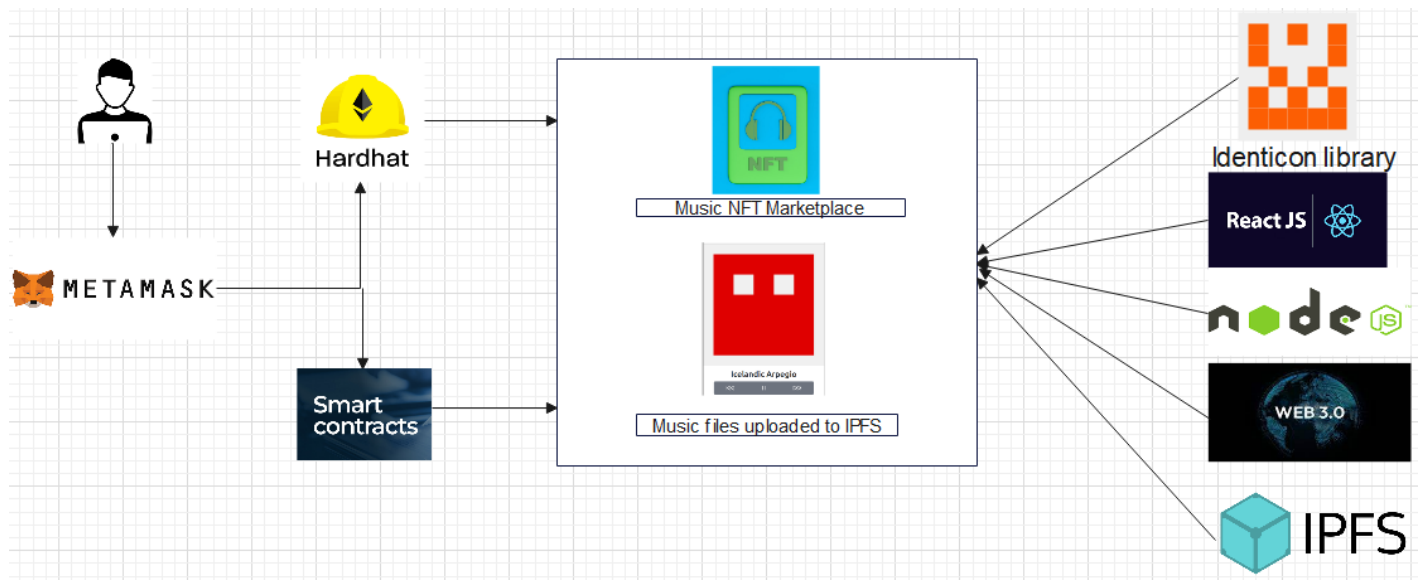 Hardhat
METAMASK
Smart
contracts
NFT
Music NFT Marketplace
Icelandic Arpegio
Music files uploaded to IPFS
Identicon library
React JS
node
JS
WEB 3.0
IPFS